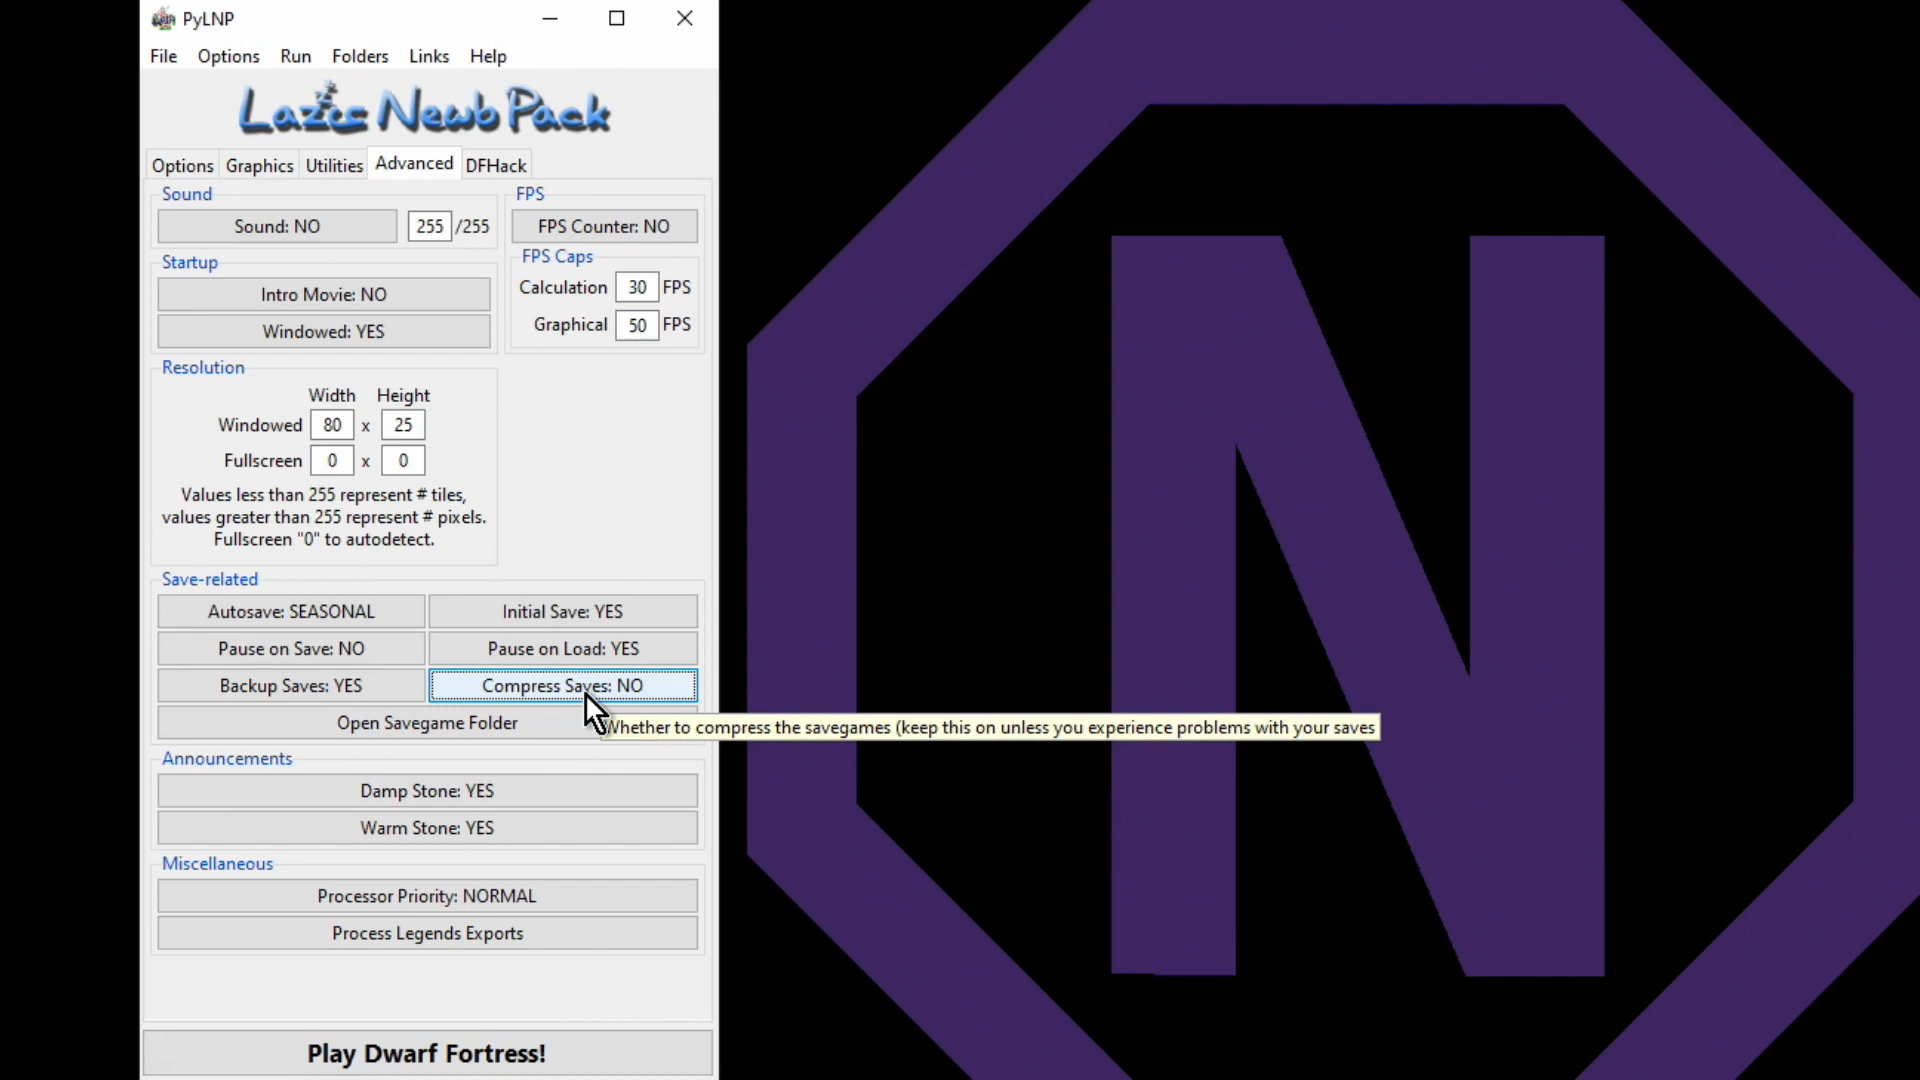 PyLNP
File Options Run Folders Links Help
Lazy Newb Pack
Options Graphics Utilities Advanced DFHack
Sound
Sound: NO 255 /255
FPS
FPS Counter: NO
FPS Caps
Calculation 30 FPS
Graphical 50 FPS
Startup
Intro Movie: NO
Windowed: YES
Resolution
Width Height
Windowed 80 x 25
Fullscreen 0 x 0
Values less than 255 represent # tiles,
values greater than 255 represent # pixels.
Fullscreen "0" to autodetect.
Save-related
Autosave: SEASONAL Initial Save: YES
Pause on Save: NO Pause on Load: YES
Backup Saves: YES Compress Saves: NO
Open Savegame Folder
Whether to compress the savegames (keep this on unless you experience problems with your saves
Announcements
Damp Stone: YES
Warm Stone: YES
Miscellaneous
Processor Priority: NORMAL
Process Legends Exports
Play Dwarf Fortress!
N